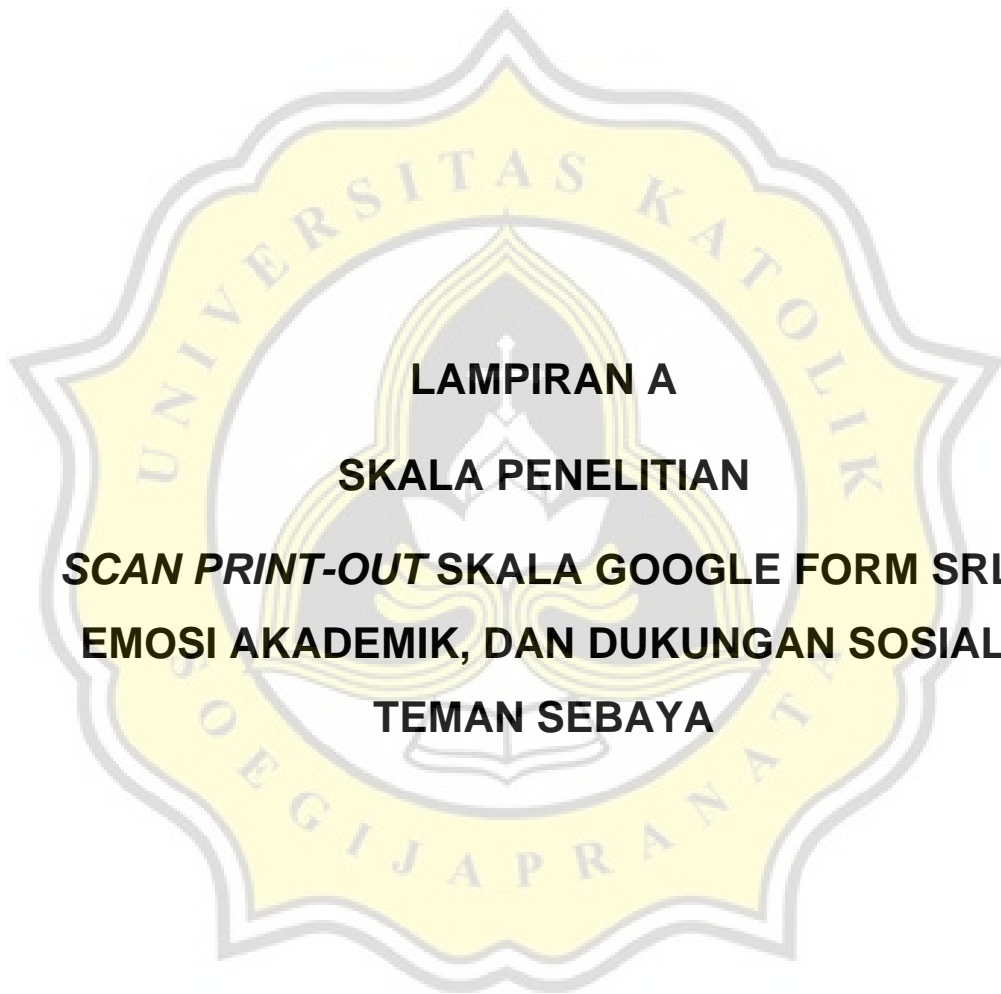 LAMPIRAN A
SKALA PENELITIAN
SCAN PRINT-OUT SKALA GOOGLE FORM SRL
EMOSI AKADEMIK, DAN DUKUNGAN SOSIAL
TEMAN SEBAYA
UNIVERSITAS KATOLIK
SOEGIJAPRANATA